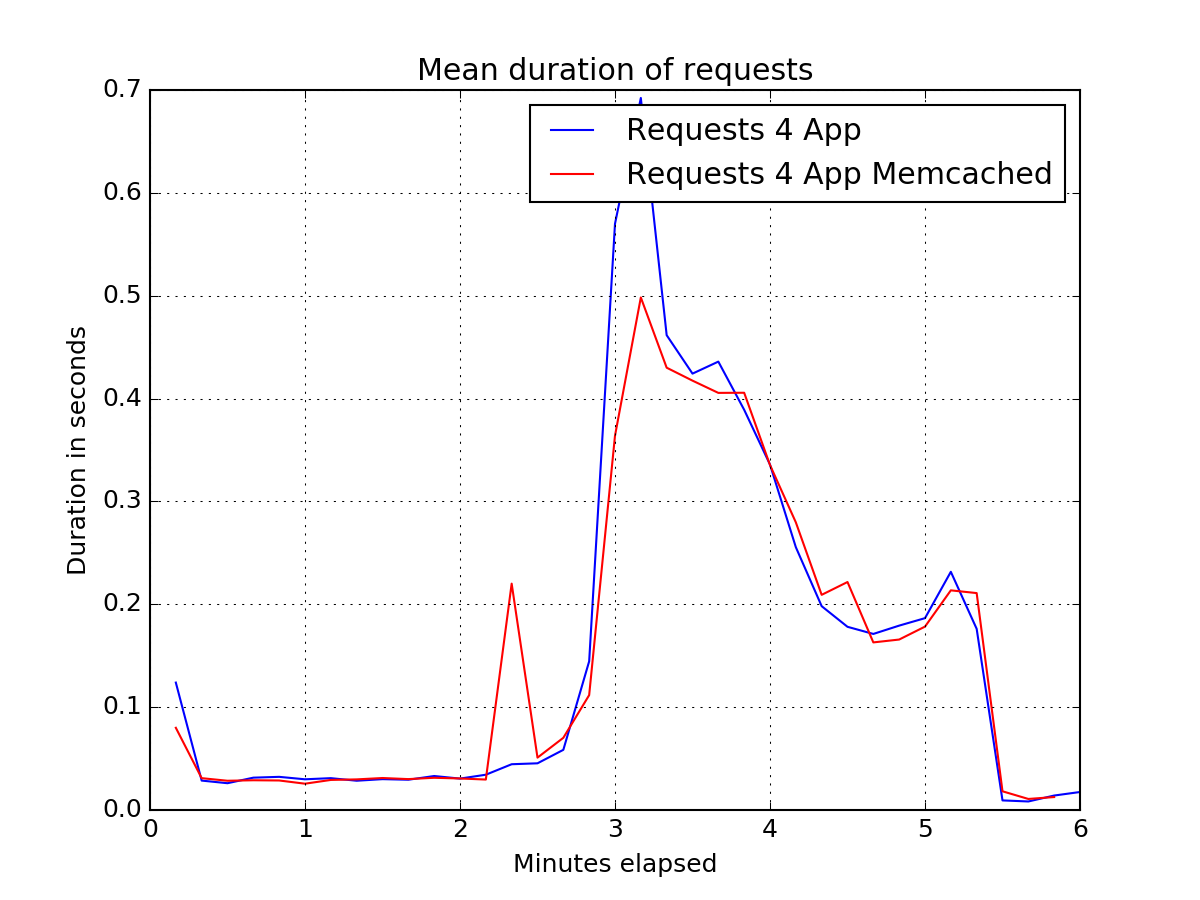 Mean duration of requests
Requests 4 App
Requests 4 App Memcached
0.7
0.6
0.5
0.4
0.3
0.2
0.1
0.0
Duration in seconds
0 1 2 3 4 5 6
Minutes elapsed